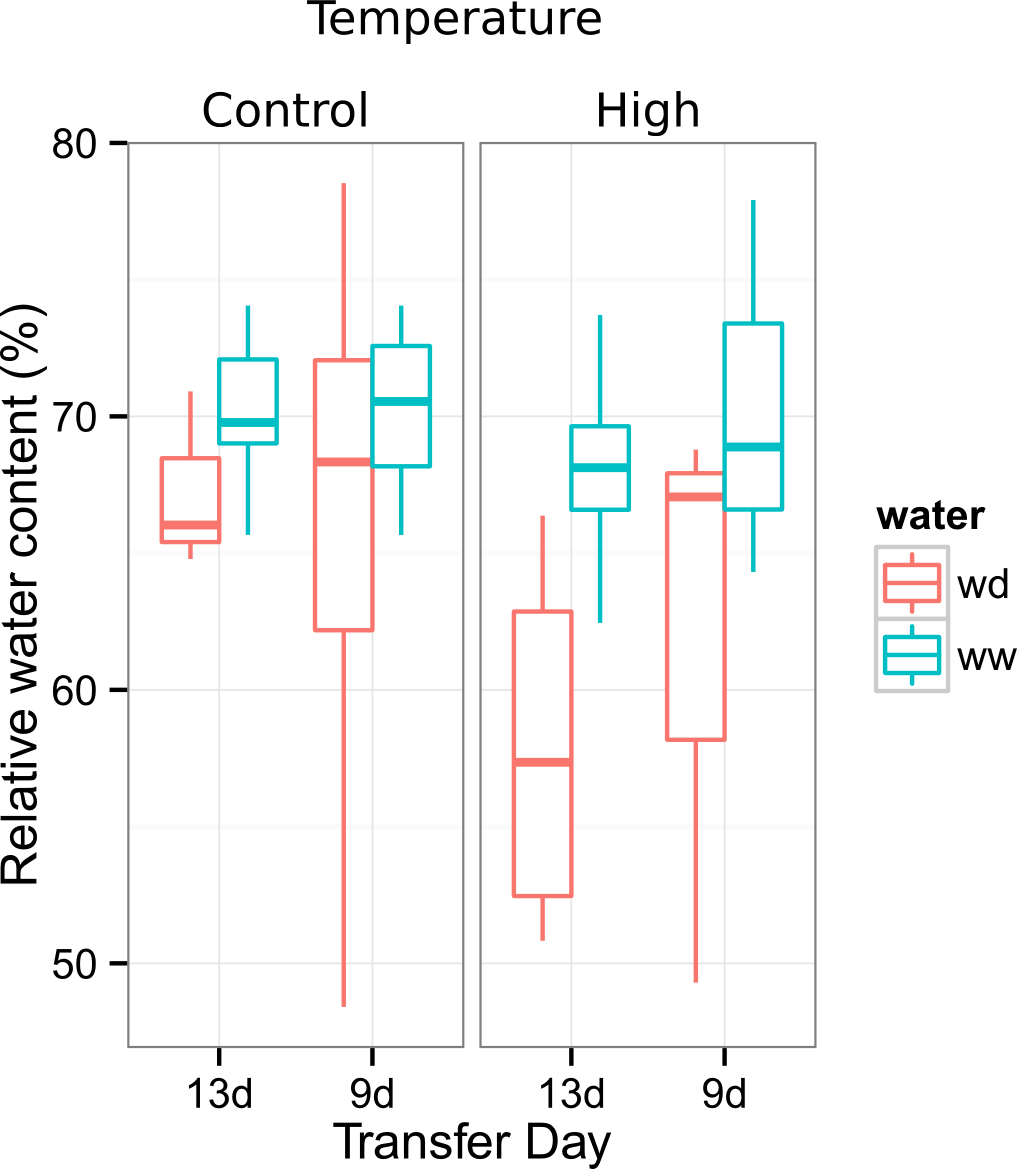 Temperature
Control High
80
70
60
50
Relative water content (%)
13d 9d 13d 9d
Transfer Day
water
wd
ww